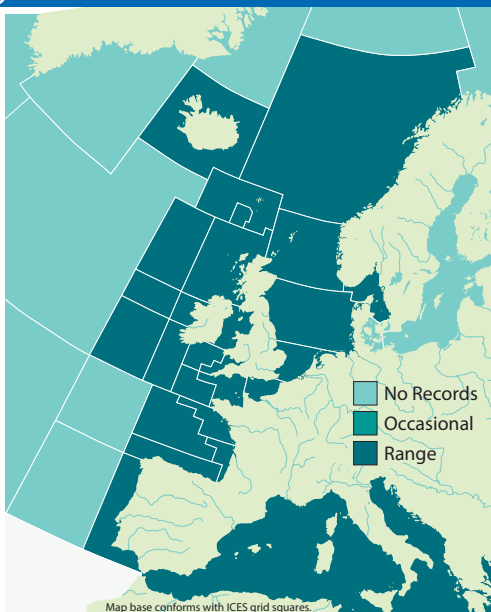 No Records
Occasional
Range
Map base conforms with ICES grid squares.